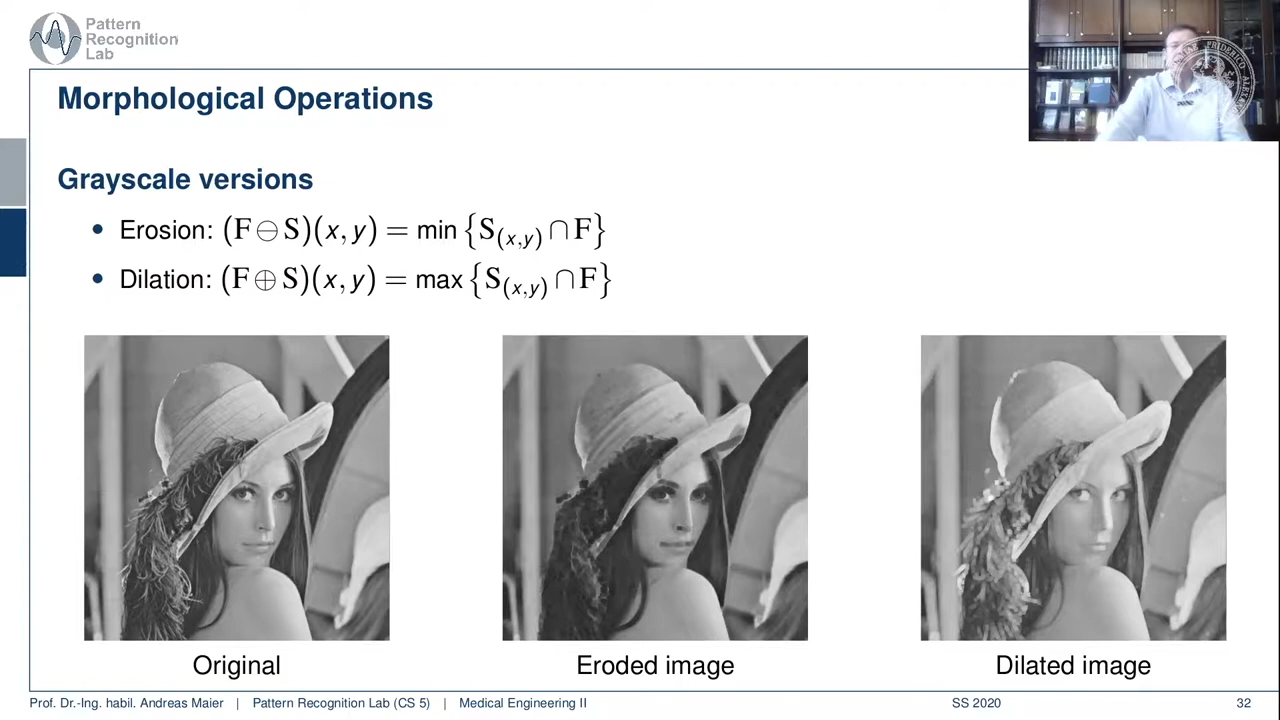 Pattern
Recognition
Lab
Morphological Operations
Grayscale versions
• Erosion: (F ⊖ S)(x, y) = min {S(x,y) ∩ F}
• Dilation: (F ⊕ S)(x, y) = max {S(x,y) ∩ F}
Original
Eroded image
Dilated image
Prof. Dr.-Ing. habil. Andreas Maier | Pattern Recognition Lab (CS 5) | Medical Engineering II SS 2020 32